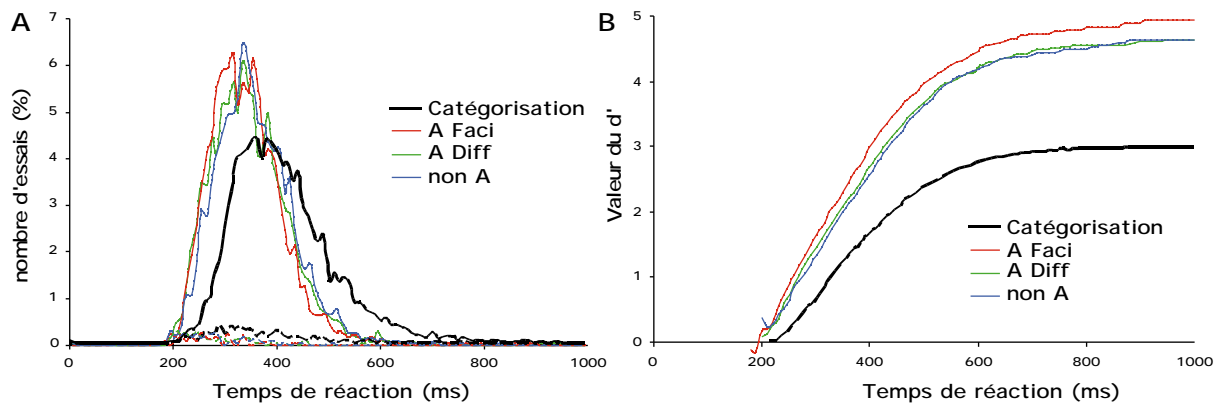 A
nombre d'essais (%)
7
6
5
4
3
2
1
0
0
200
400
600
800
1000
Temps de réaction (ms)
Catégorisation
A Faci
A Diff
non A
B
Valeur du d'
5
4
3
2
1
0
0
200
400
600
800
1000
Temps de réaction (ms)
Catégorisation
A Faci
A Diff
non A